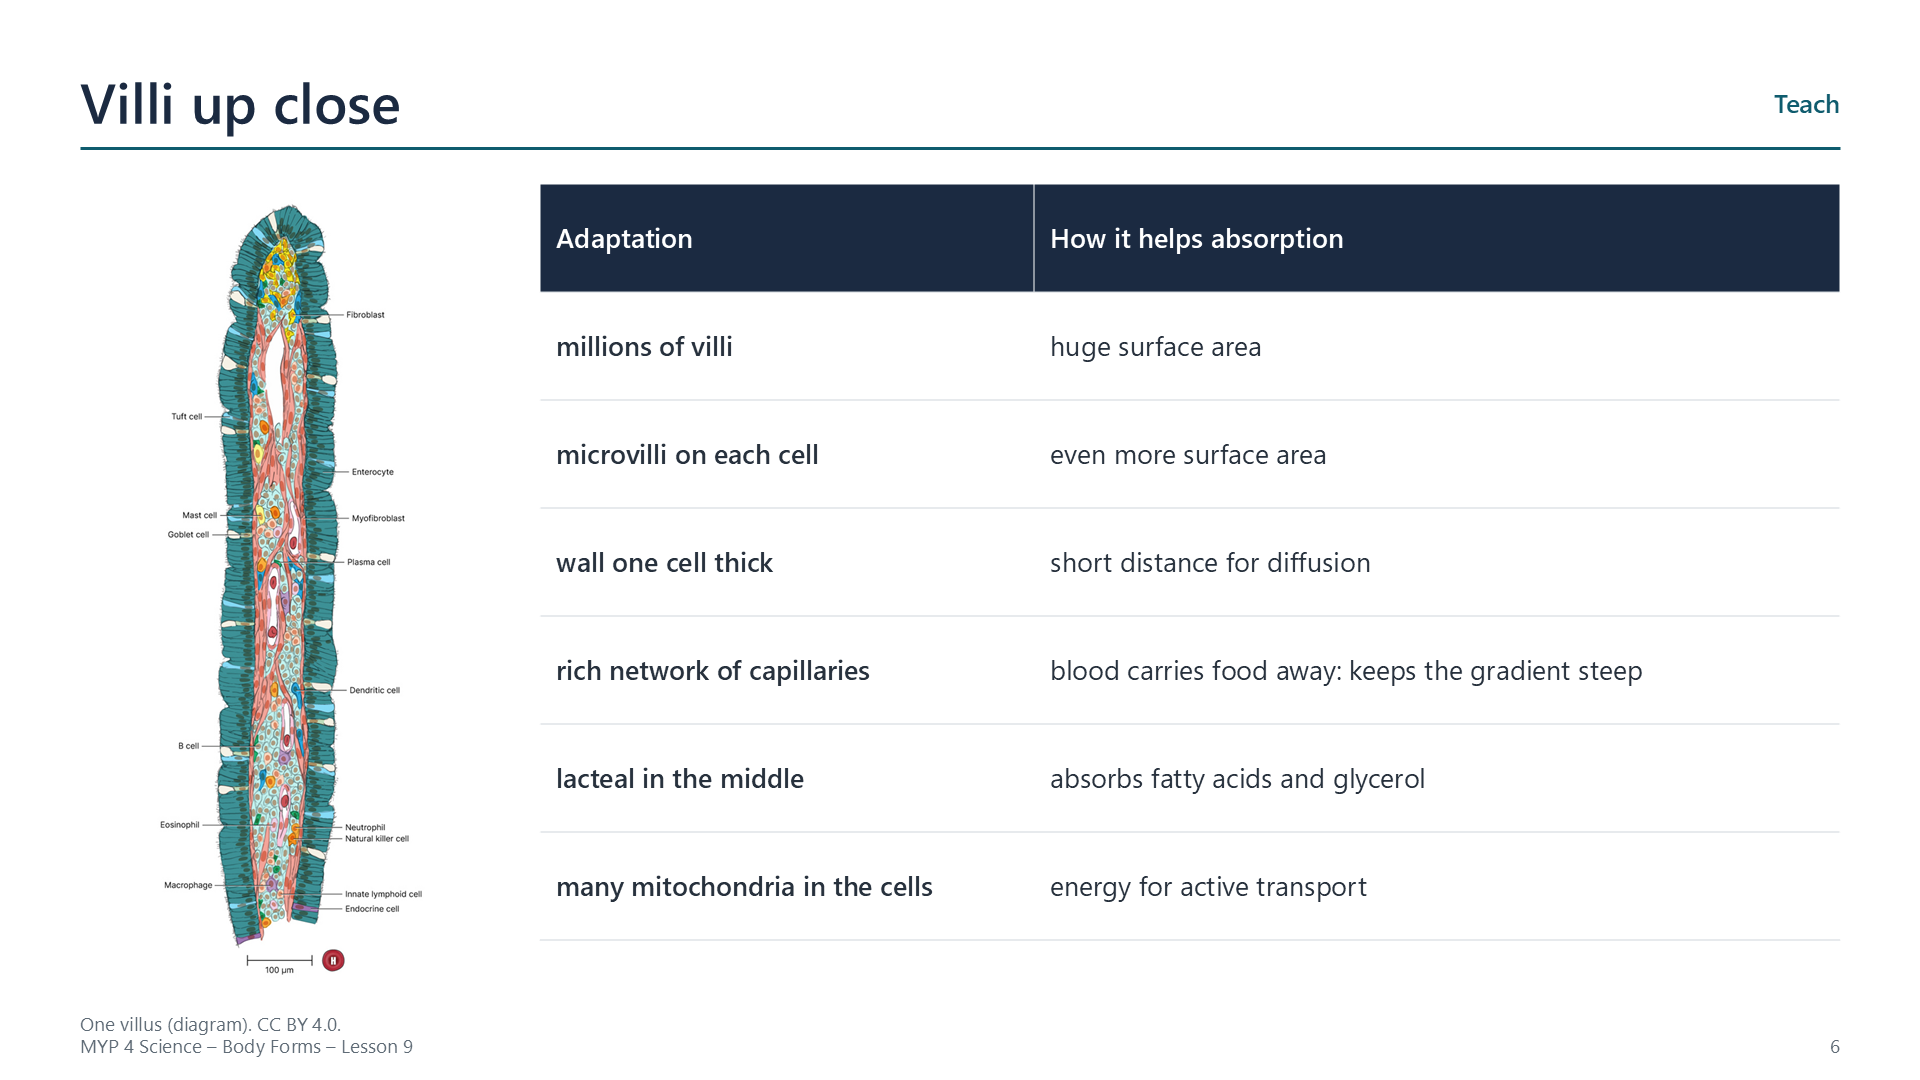 Villi up close
Teach
Fibroblast
Tuft cell
Enterocyte
Mast cell
Myofibroblast
Goblet cell
Plasma cell
Dendritic cell
B cell
Eosinophil
Neutrophil
Natural killer cell
Macrophage
Innate lymphoid cell
Endocrine cell
100 µm
H
Adaptation How it helps absorption
millions of villi huge surface area
microvilli on each cell even more surface area
wall one cell thick short distance for diffusion
rich network of capillaries blood carries food away: keeps the gradient steep
lacteal in the middle absorbs fatty acids and glycerol
many mitochondria in the cells energy for active transport
One villus (diagram). CC BY 4.0.
MYP 4 Science – Body Forms – Lesson 9
6